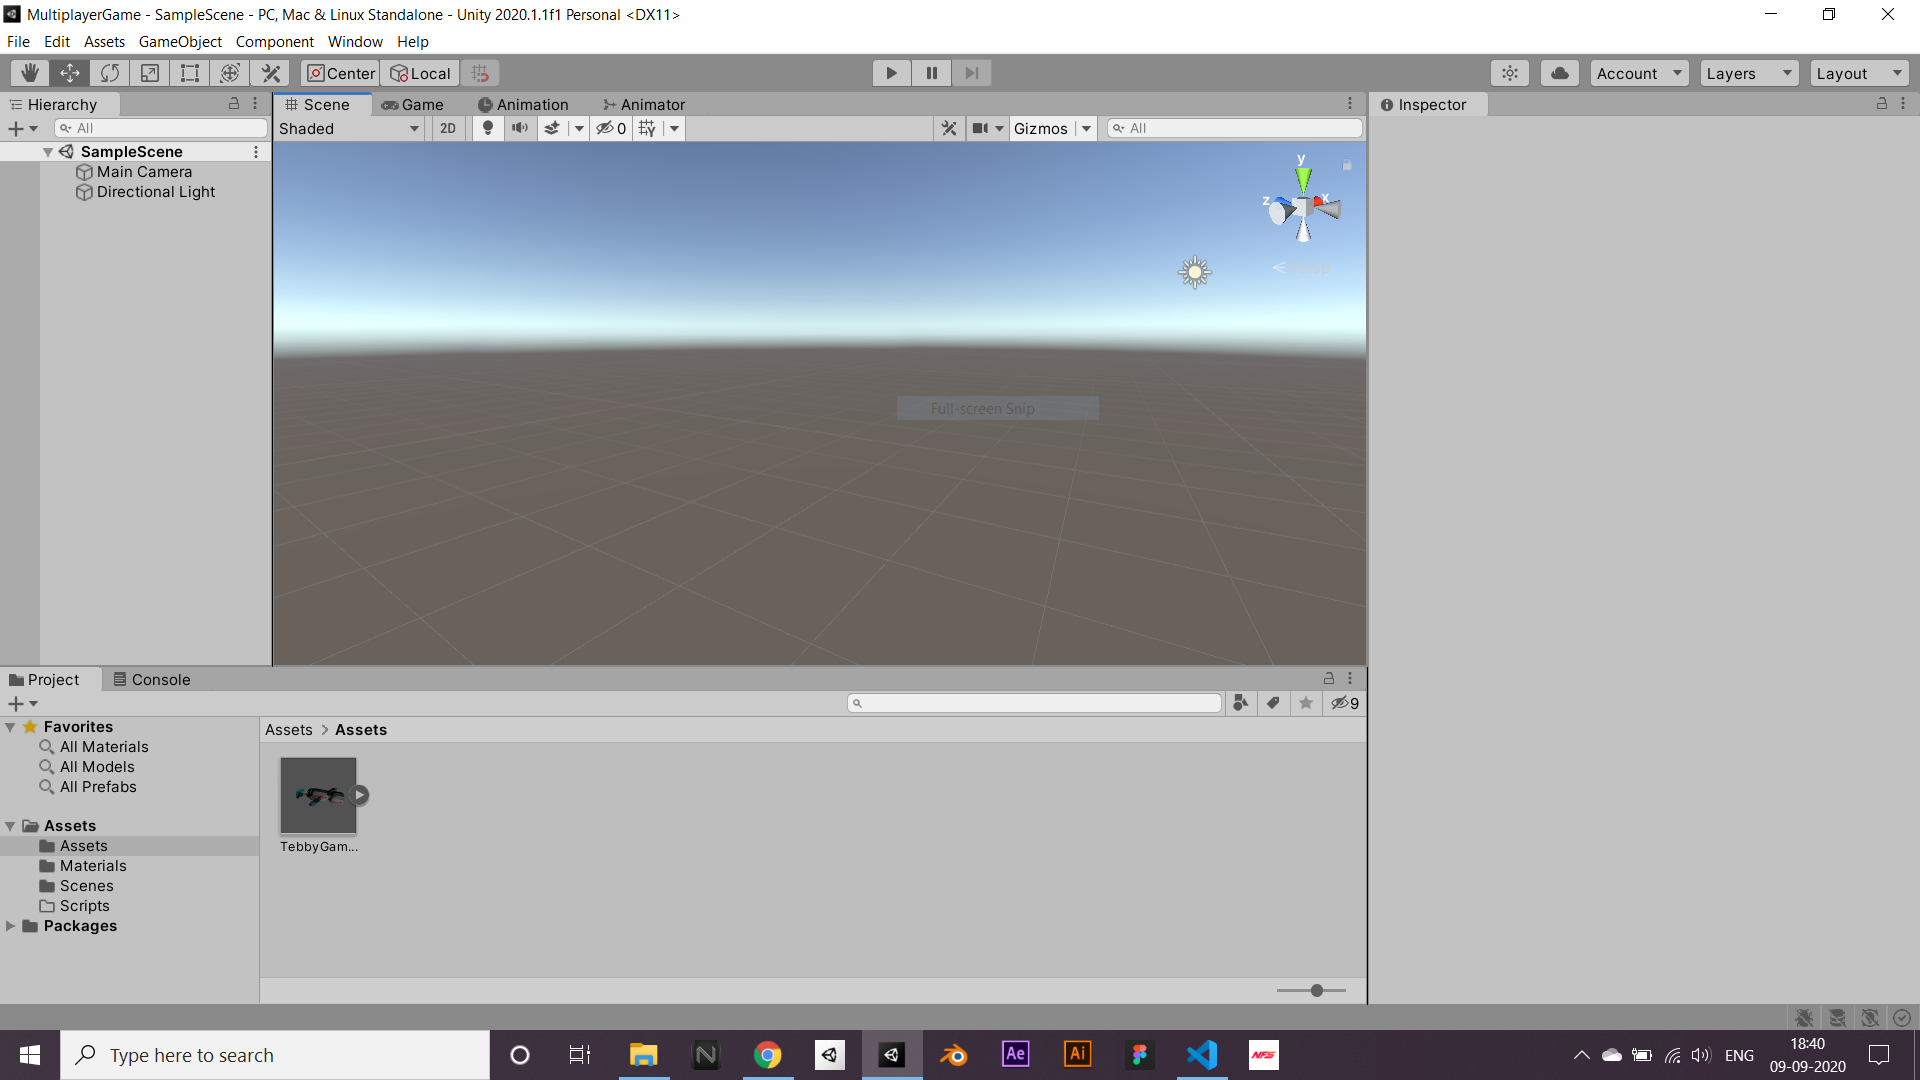 MultiplayerGame - SampleScene - PC, Mac & Linux Standalone - Unity 2020.1.1f1 Personal <DX11>
File Edit Assets GameObject Component Window Help
Center Local Account Layers Layout
Hierarchy
Scene Game Animation Animator
Inspector
All
Shaded 2D 0 Gizmos All
SampleScene
Main Camera
Directional Light
y
x
z
Persp
Full-screen Snip
Project Console
9
Favorites
All Materials
All Models
All Prefabs
Assets
Assets
Materials
Scenes
Scripts
Packages
Assets > Assets
TebbyGam...
Type here to search
N
Ae
Ai
NFS
ENG
18:40
09-09-2020